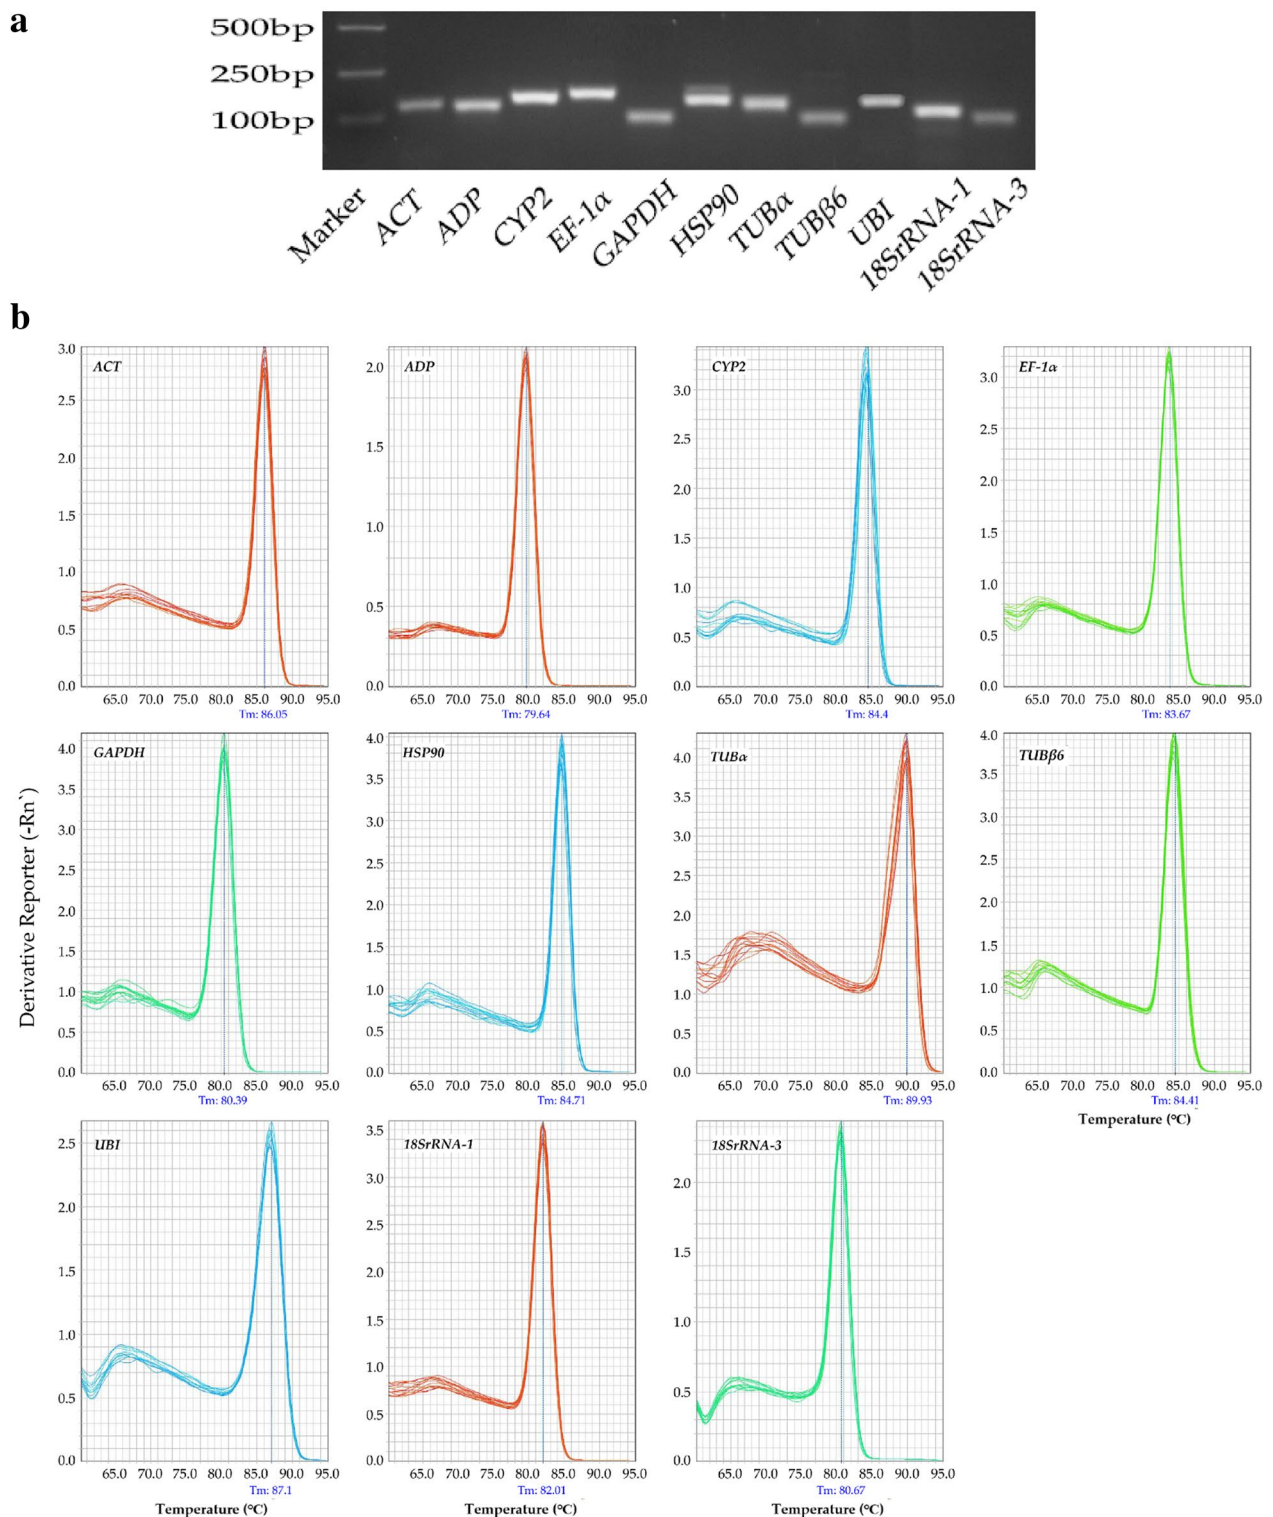 a
500bp
250bp
100bp
Marker
ACT
ADP
CYP2
EF-1α
GAPDH
HSP90
TUBα
TUBβ6
UBI
18SrRNA-1
18SrRNA-3
b
Derivative Reporter (-Rn`)
ACT
3.0
2.5
2.0
1.5
1.0
0.5
0.0
65.0 70.0 75.0 80.0 85.0 90.0 95.0
Tm: 86.05
ADP
2.0
1.5
1.0
0.5
0.0
65.0 70.0 75.0 80.0 85.0 90.0 95.0
Tm: 79.64
CYP2
3.0
2.5
2.0
1.5
1.0
0.5
0.0
65.0 70.0 75.0 80.0 85.0 90.0 95.0
Tm: 84.4
EF-1α
3.0
2.5
2.0
1.5
1.0
0.5
0.0
65.0 70.0 75.0 80.0 85.0 90.0 95.0
Tm: 83.67
GAPDH
4.0
3.5
3.0
2.5
2.0
1.5
1.0
0.5
0.0
65.0 70.0 75.0 80.0 85.0 90.0 95.0
Tm: 80.39
HSP90
4.0
3.5
3.0
2.5
2.0
1.5
1.0
0.5
0.0
65.0 70.0 75.0 80.0 85.0 90.0 95.0
Tm: 84.71
TUBα
4.0
3.5
3.0
2.5
2.0
1.5
1.0
0.5
0.0
65.0 70.0 75.0 80.0 85.0 90.0 95.0
Tm: 89.93
TUBβ6
4.0
3.5
3.0
2.5
2.0
1.5
1.0
0.5
0.0
65.0 70.0 75.0 80.0 85.0 90.0 95.0
Tm: 84.41
Temperature (°C)
UBI
2.5
2.0
1.5
1.0
0.5
0.0
65.0 70.0 75.0 80.0 85.0 90.0 95.0
Tm: 87.1
Temperature (°C)
18SrRNA-1
3.5
3.0
2.5
2.0
1.5
1.0
0.5
0.0
65.0 70.0 75.0 80.0 85.0 90.0 95.0
Tm: 82.01
Temperature (°C)
18SrRNA-3
2.0
1.5
1.0
0.5
0.0
65.0 70.0 75.0 80.0 85.0 90.0 95.0
Tm: 80.67
Temperature (°C)